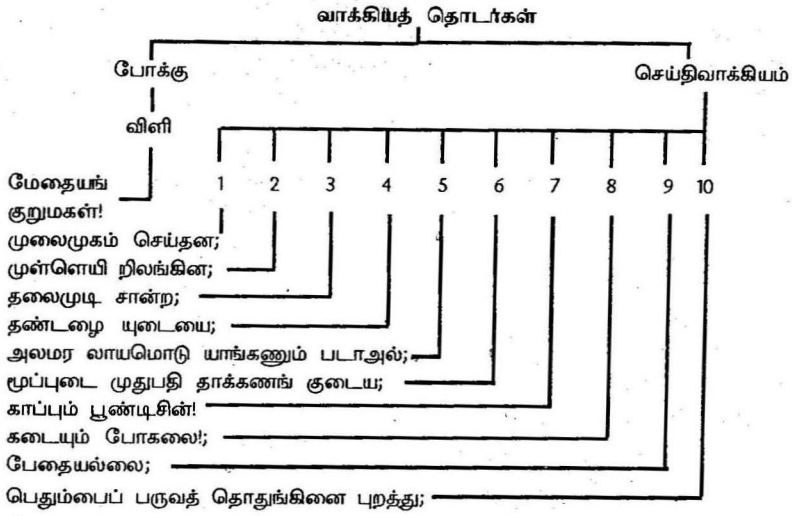 வாக்கியத் தொடர்கள்
போக்கு செய்திவாக்கியம்
விளி
மேதையங் 1 2 3 4 5 6 7 8 9 10
குறுமகள்!
முலைமுகம் செய்தன;
முள்ளெயி றிலங்கின;
தலைமுடி சான்ற;
தண்டழை யுடையை;
அலமர லாயமொடு யாங்கணும் படாஅல்;
மூப்புடை முதுபதி தாக்கணங் குடைய;
காப்பும் பூண்டிசின்!
கடையும் போகலை!;
பேதையல்லை;
பெதும்பைப் பருவத் தொதுங்கினை புறத்து;